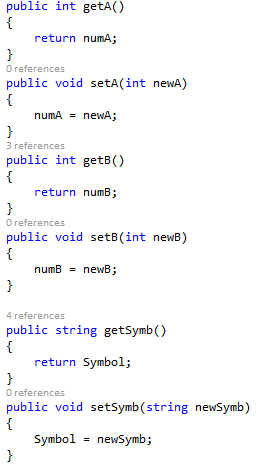 public int getA()
{
    return numA;
}
0 references
public void setA(int newA)
{
    numA = newA;
}
3 references
public int getB()
{
    return numB;
}
0 references
public void setB(int newB)
{
    numB = newB;
}
4 references
public string getSymb()
{
    return Symbol;
}
0 references
public void setSymb(string newSymb)
{
    Symbol = newSymb;
}